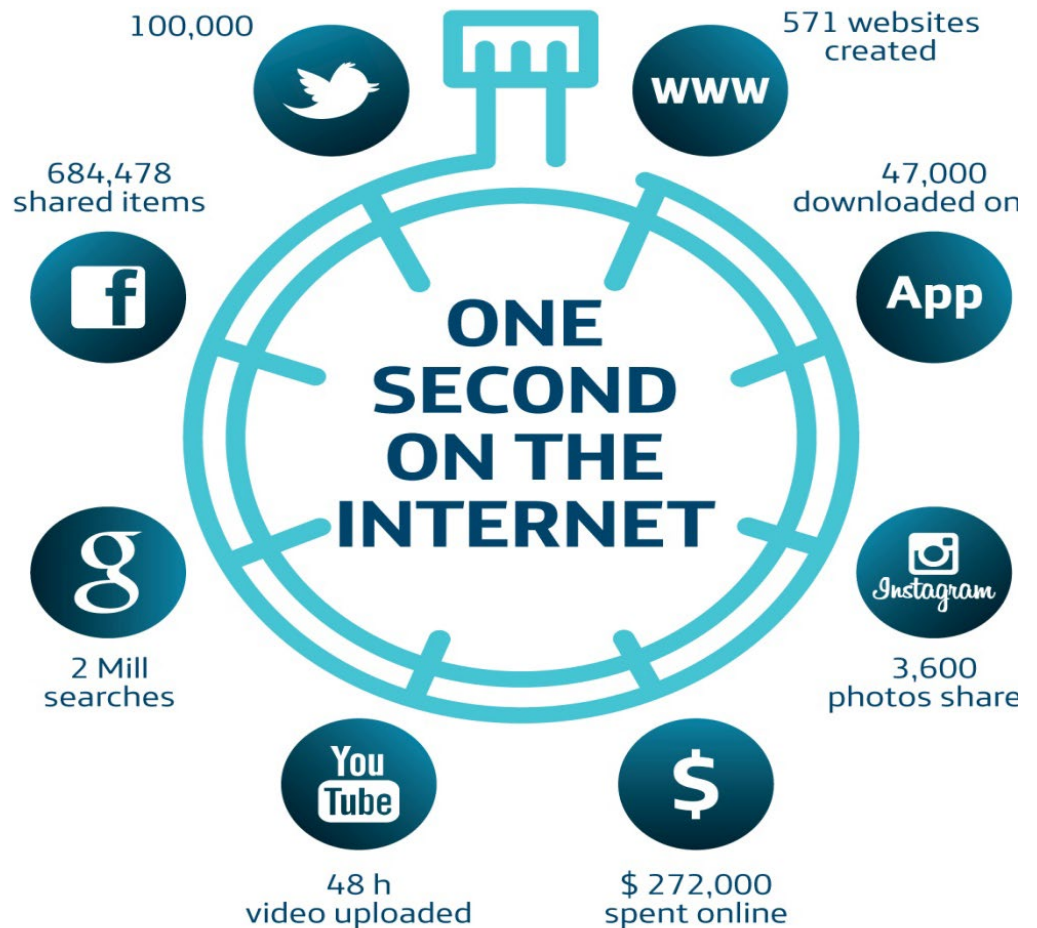 100,000
571 websites
created
www
684,478
shared items
f
47,000
downloaded on
App
ONE
SECOND
ON THE
INTERNET
g
2 Mill
searches
Instagram
3,600
photos share
You
Tube
48 h
video uploaded
$
$ 272,000
spent online